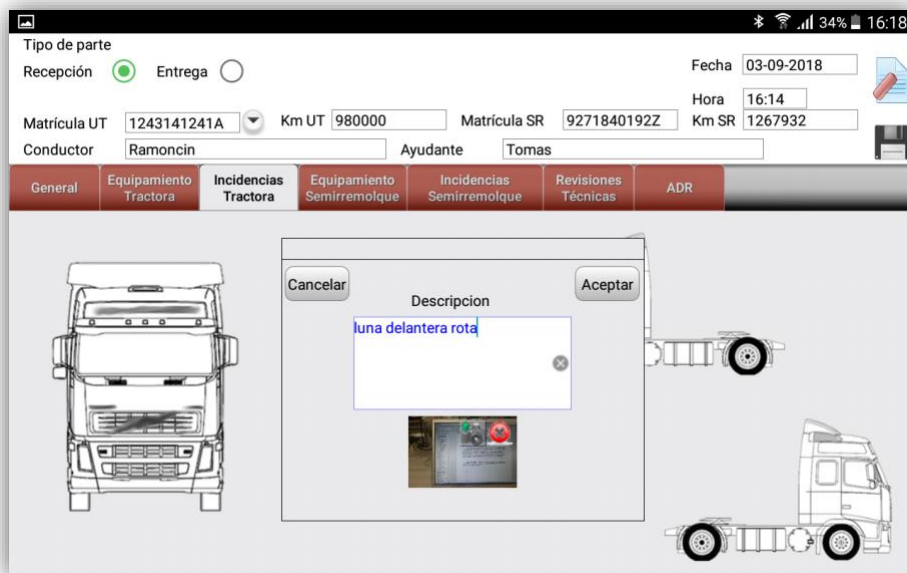 34% 16:18
Tipo de parte
Recepción Entrega
Fecha 03-09-2018
Hora 16:14
Matrícula UT 1243141241A Km UT 980000 Matrícula SR 9271840192Z Km SR 1267932
Conductor Ramoncin Ayudante Tomas
General
Equipamiento Tractora
Incidencias Tractora
Equipamiento Semirremolque
Incidencias Semirremolque
Revisiones Técnicas
ADR
Cancelar Aceptar
Descripcion
luna delantera rota